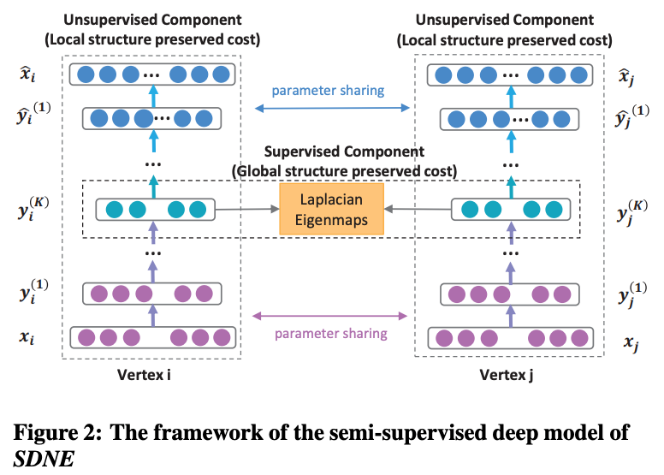 Unsupervised Component Unsupervised Component
(Local structure preserved cost) (Local structure preserved cost)
x̂ᵢ ... x̂ⱼ
parameter sharing
ŷᵢ⁽¹⁾ ... ŷⱼ⁽¹⁾
... Supervised Component ...
(Global structure preserved cost)
yᵢ⁽ᴷ⁾ Laplacian yⱼ⁽ᴷ⁾
Eigenmaps
... ...
yᵢ⁽¹⁾ yⱼ⁽¹⁾
xᵢ parameter sharing xⱼ
Vertex i Vertex j
Figure 2: The framework of the semi-supervised deep model of
SDNE